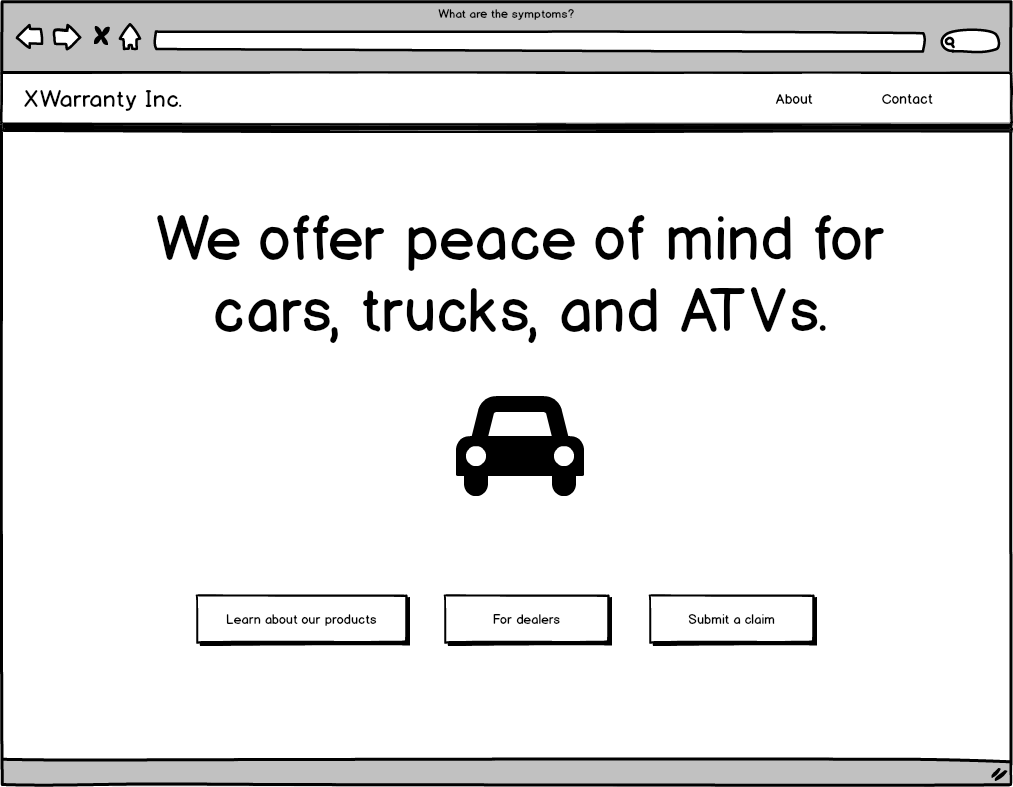 What are the symptoms?
XWarranty Inc.
About
Contact
We offer peace of mind for
cars, trucks, and ATVs.
Learn about our products
For dealers
Submit a claim